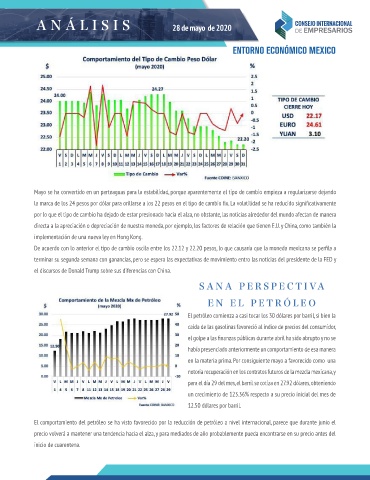 ANÁLISIS
28 de mayo de 2020
CONSEJO INTERNACIONAL
DE EMPRESARIOS
ENTORNO ECONÓMICO MEXICO
Comportamiento del Tipo de Cambio Peso Dólar
(mayo 2020)
$ %
25.00 2.5
24.50 2
24.00 1.5
23.50 1
23.00 0.5
22.50 0
22.00 -0.5
-1
-1.5
-2
-2.5
24.00
24.27
22.20
V S D L M M J V S D L M M J V S D L M M J V S D L M M J V S D
1 2 3 4 5 6 7 8 9 10 11 12 13 14 15 16 17 18 19 20 21 22 23 24 25 26 27 28 29 30 31
Tipo de Cambio Var%
Fuente: CIEME/ BANXICO
TIPO DE CAMBIO
CIERRE HOY
USD 22.17
EURO 24.61
YUAN 3.10
Mayo se ha convertido en un parteaguas para la estabilidad, porque aparentemente el tipo de cambio empieza a regularizarse dejando
la marca de los 24 pesos por dólar para orillarse a los 22 pesos en el tipo de fix. La volatilidad se ha reducido significativamente
por lo que el tipo de cambio ha dejado de estar presionado hacia el alza, no obstante, las noticias alrededor del mundo afectan de manera
directa a la apreciación o depreciación de nuestra moneda, por ejemplo, los factores de relación que tienen E.U. y China, como también la
implementación de una nueva ley en Hong Kong.
De acuerdo con lo anterior el tipo de cambio oscila entre los 22.12 y 22.20 pesos, lo que causaría que la moneda mexicana se perfila a
terminar su segunda semana con ganancias, pero se espera las expectativas de movimiento entre las noticias del presidente de la FED y
el discursos de Donald Trump sobre sus diferencias con China.
SANA PERSPECTIVA
EN EL PETRÓLEO
Comportamiento de la Mezcla Mx de Petróleo
(mayo 2020)
$ %
30.00 50
25.00 40
20.00 30
15.00 20
10.00 10
5.00 0
0.00 -10
12.50
27.92
V L M M J V L M M J V L M M J V L M M J V
1 4 5 6 7 8 11 12 13 14 15 18 19 20 21 22 25 26 27 28 29
Mezcla Mx de Petróleo Var%
Fuente: CIEME/ BANXICO
El petróleo comienza a casi tocar los 30 dólares por barril, si bien la
caída de las gasolinas favoreció al índice de precios del consumidor,
el golpe a las finanzas públicas durante abril ha sido abrupto y no se
había presenciado anteriormente un comportamiento de esa manera
en la materia prima. Por consiguiente mayo a favorecido como una
notoria recuperación en los contratos futuros de la mezcla mexicana, y
para el día 29 del mes, el barril se cotiza en 27.92 dólares, obteniendo
un crecimiento de 123.36% respecto a su precio inicial del mes de
12.50 dólares por barril.
El comportamiento del petróleo se ha visto favorecido por la reducción de petróleo a nivel internacional, parece que durante junio el
precio volverá a mantener una tendencia hacia el alza, y para mediados de año probablemente pueda encontrarse en su precio antes del
inicio de cuarentena.